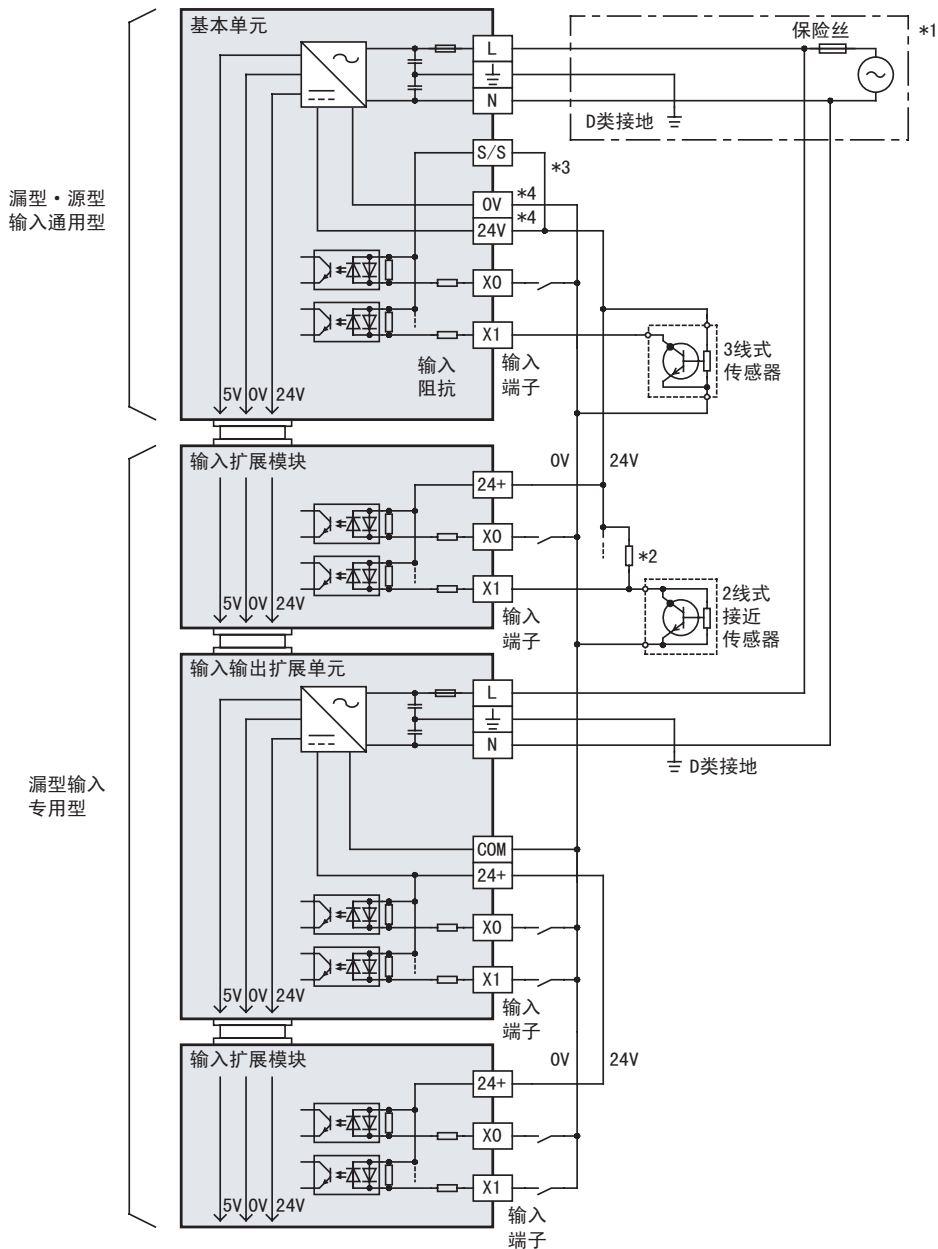 基本单元
保险丝
*1
L
N
D类接地
S/S
*3
漏型・源型
输入通用型
0V
*4
24V
*4
X0
X1
输入
阻抗
输入
端子
3线式
传感器
5V
0V
24V
输入扩展模块
0V
24V
24+
X0
*2
X1
输入
端子
2线式
接近
传感器
5V
0V
24V
输入输出扩展单元
L
N
D类接地
漏型输入
专用型
COM
24+
X0
X1
输入
端子
5V
0V
24V
输入扩展模块
0V
24V
24+
X0
X1
输入
端子
5V
0V
24V